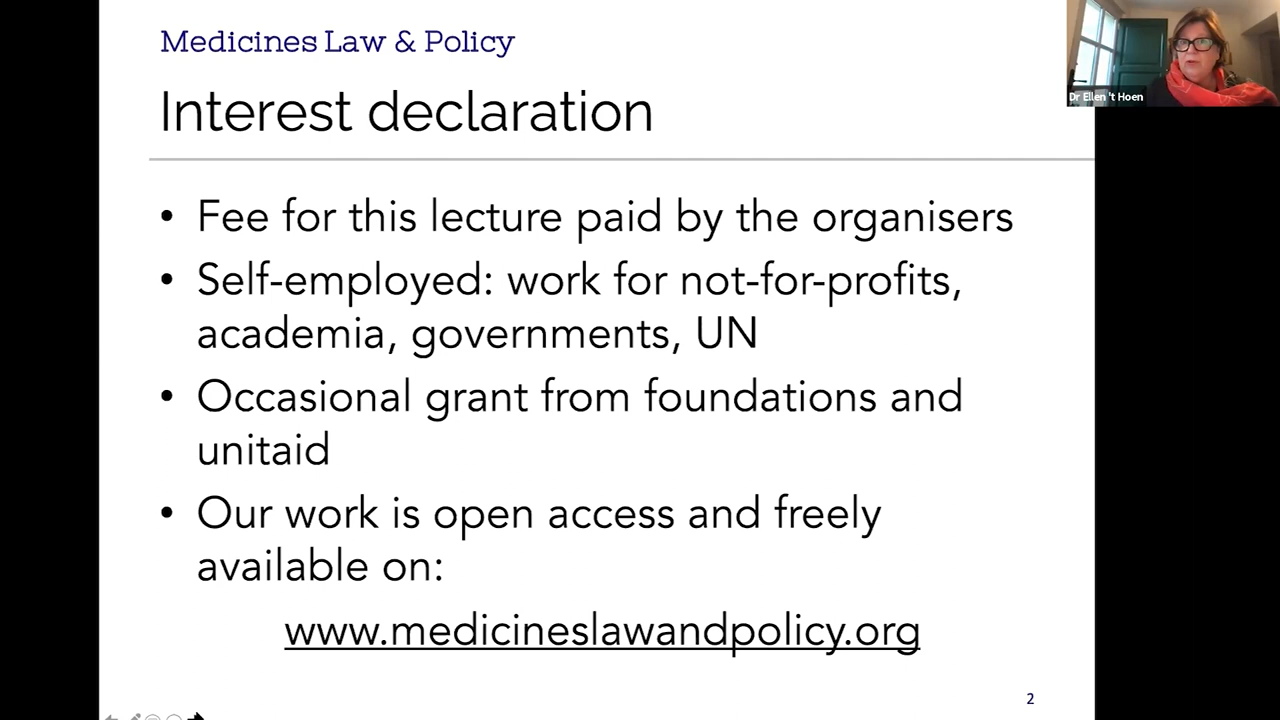 Medicines Law & Policy
Dr Ellen 't Hoen
Interest declaration
• Fee for this lecture paid by the organisers
• Self-employed: work for not-for-profits,
academia, governments, UN
• Occasional grant from foundations and
unitaid
• Our work is open access and freely
available on:
www.medicineslawandpolicy.org
2